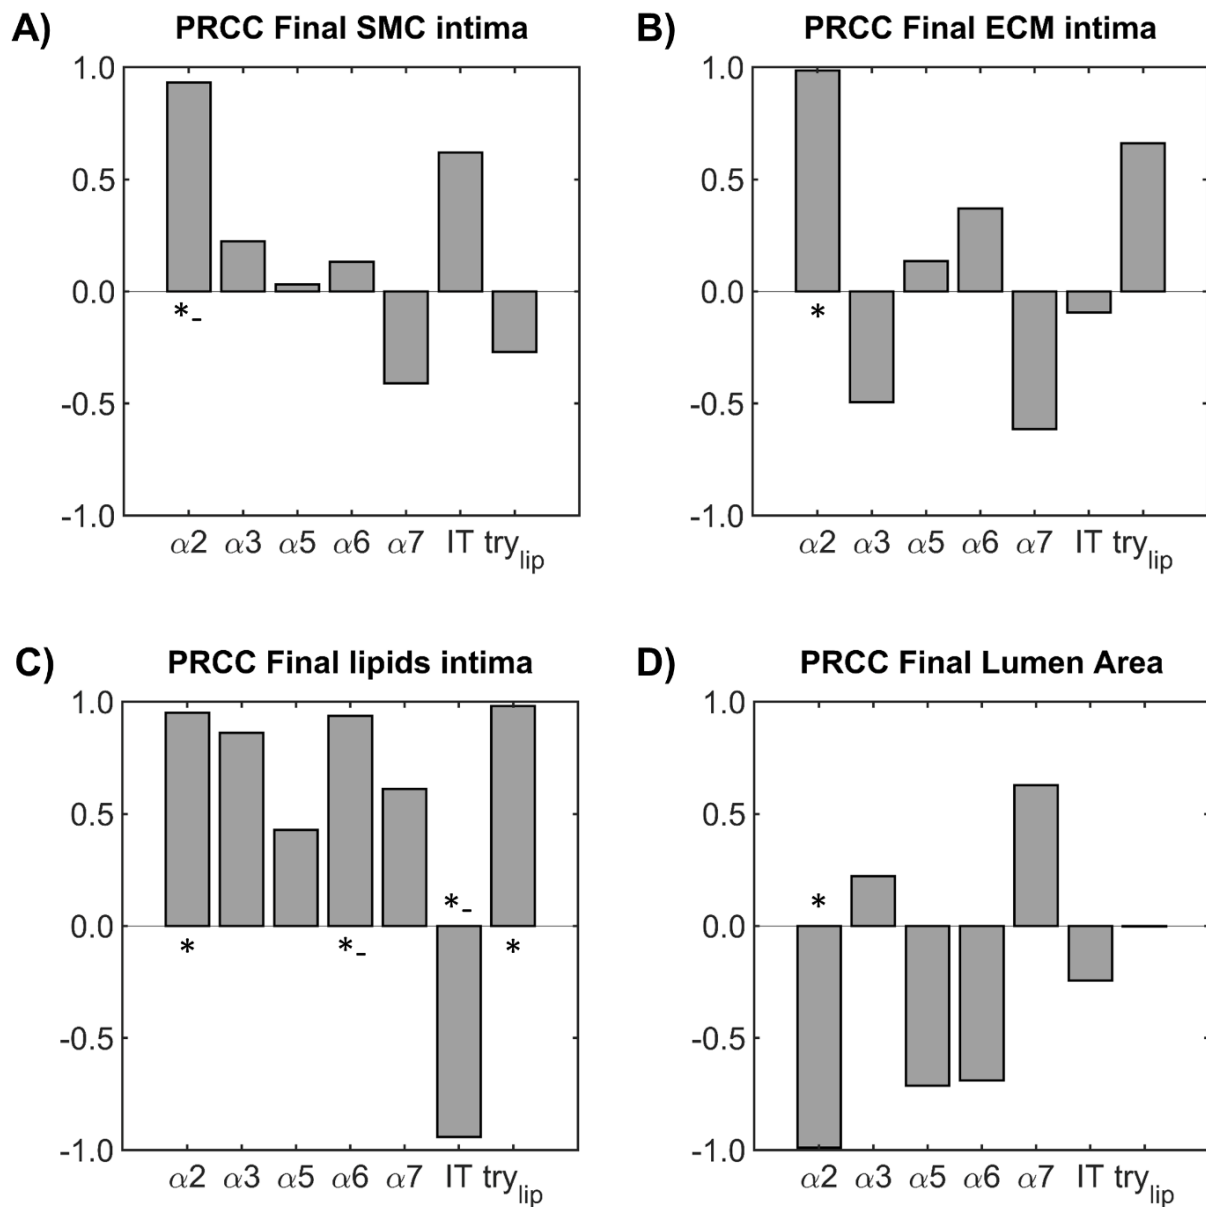 A) PRCC Final SMC intima
1.0
0.5
0.0
-0.5
-1.0
*-
α2 α3 α5 α6 α7 IT try_lip
B) PRCC Final ECM intima
1.0
0.5
0.0
-0.5
-1.0
*
α2 α3 α5 α6 α7 IT try_lip
C) PRCC Final lipids intima
1.0
0.5
0.0
-0.5
-1.0
*-
* *- *
α2 α3 α5 α6 α7 IT try_lip
D) PRCC Final Lumen Area
1.0
0.5
0.0
-0.5
-1.0
*
α2 α3 α5 α6 α7 IT try_lip